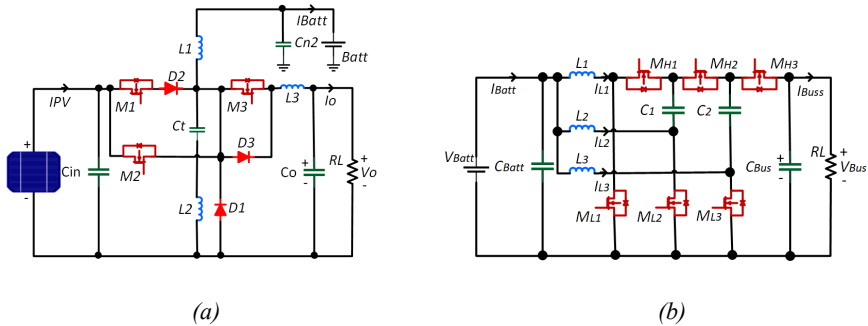 IBatt
L1
Cn2
Batt
D2
IPV
M1
M3
L3
Io
Ct
+
Cin
-
M2
D3
Co
+
-
RL
+
Vo
-
L2
D1
(a)
L1
MH1
MH2
MH3
IBatt
IL1
IBuss
C1
C2
L2
IL2
VBatt
CBatt
L3
IL3
CBus
+
-
RL
+
VBus
-
ML1
ML2
ML3
(b)